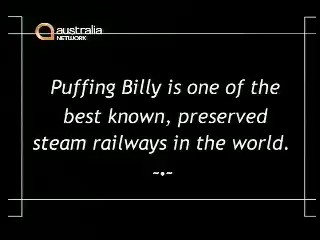 australia
NETWORK
Puffing Billy is one of the
best known, preserved
steam railways in the world.
~.~